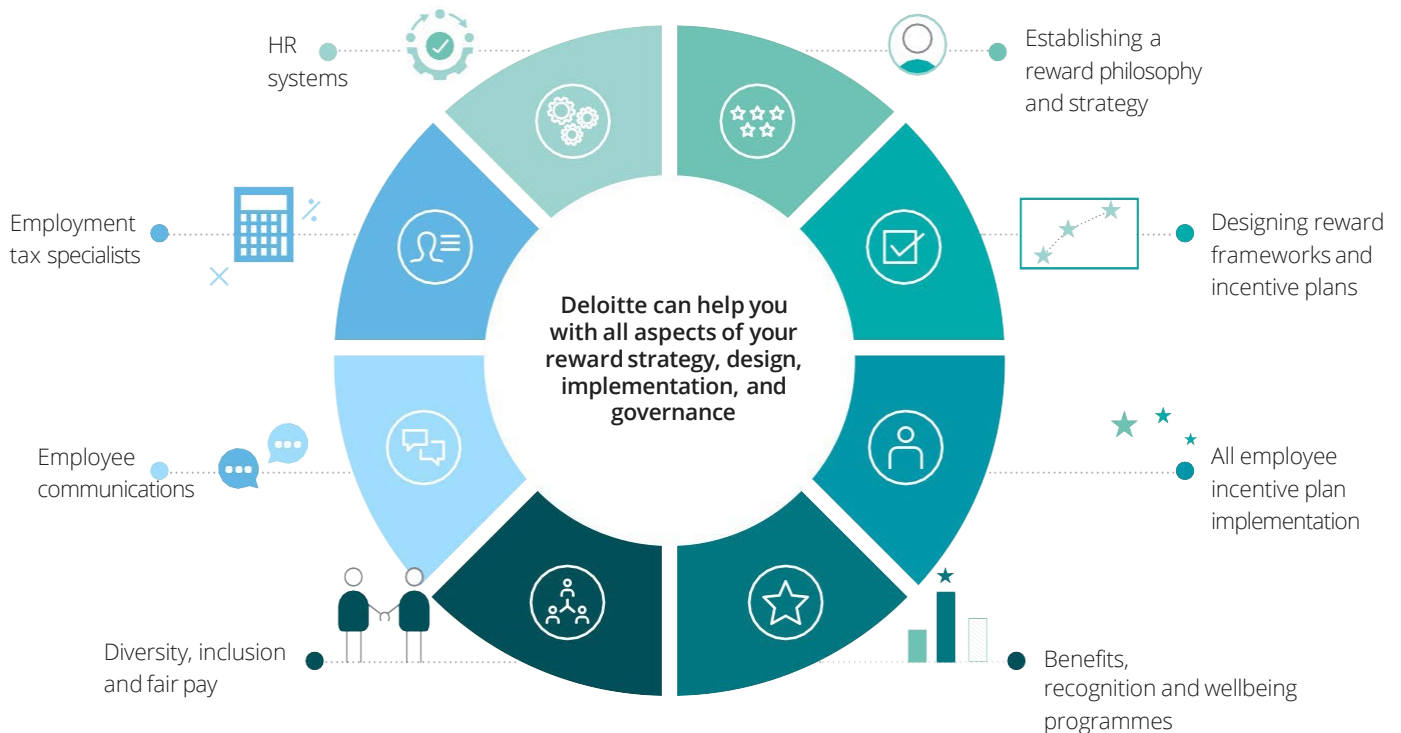 HR
systems
Establishing a
reward philosophy
and strategy
Employment
tax specialists
Designing reward
frameworks and
incentive plans
Deloitte can help you
with all aspects of your
reward strategy, design,
implementation, and
governance
Employee
communications
All employee
incentive plan
implementation
Diversity, inclusion
and fair pay
Benefits,
recognition and wellbeing
programmes